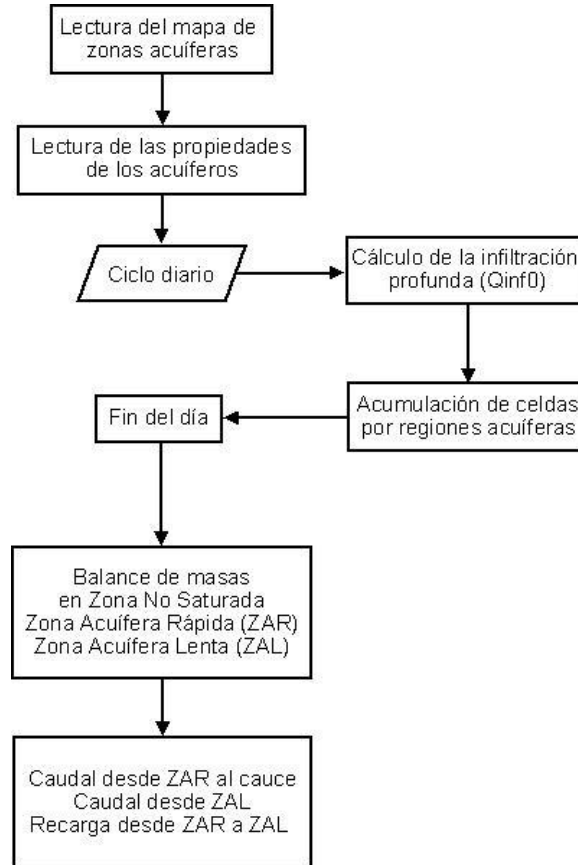 Lectura del mapa de
zonas acuíferas
Lectura de las propiedades
de los acuíferos
Ciclo diario
Cálculo de la infiltración
profunda (Qinf0)
Acumulación de celdas
por regiones acuíferas
Fin del día
Balance de masas
en Zona No Saturada
Zona Acuífera Rápida (ZAR)
Zona Acuífera Lenta (ZAL)
Caudal desde ZAR al cauce
Caudal desde ZAL
Recarga desde ZAR a ZAL